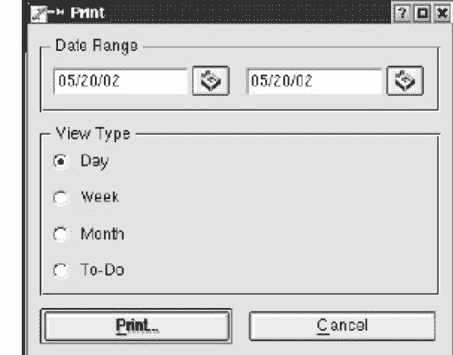 Print
Date Range
05/20/02 05/20/02
View Type
Day
Week
Month
To-Do
Print... Cancel